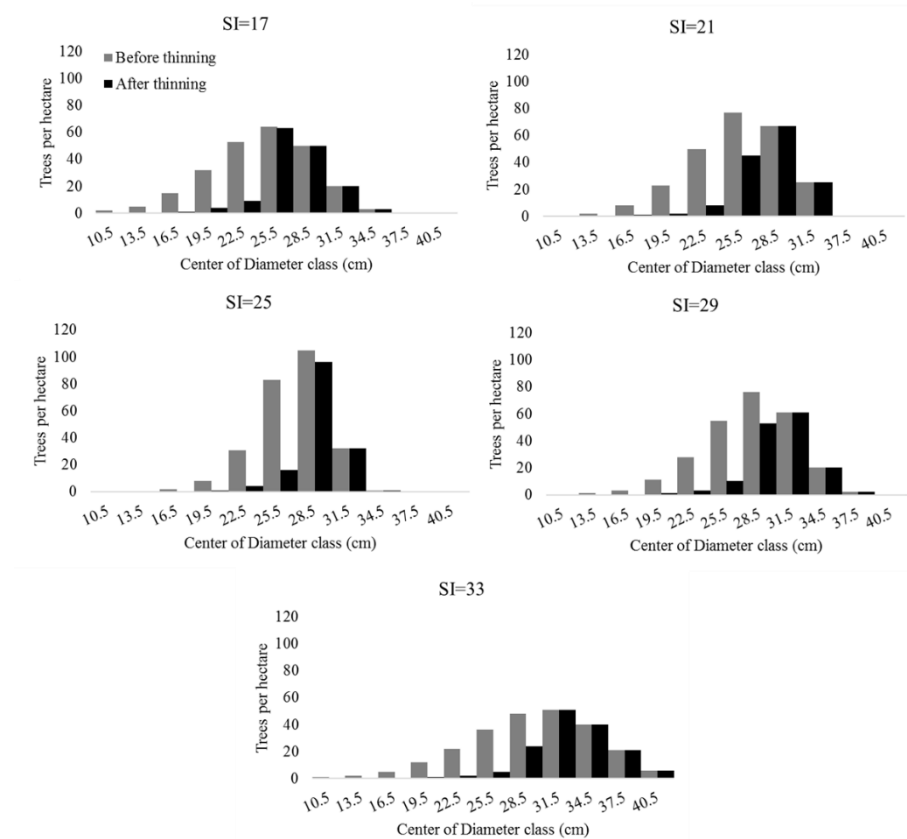 SI=17
120
100
80
60
40
20
0
Trees per hectare
Before thinning
After thinning
10.5 13.5 16.5 19.5 22.5 25.5 28.5 31.5 34.5 37.5 40.5
Center of Diameter class (cm)
SI=21
120
100
80
60
40
20
0
Trees per hectare
10.5 13.5 16.5 19.5 22.5 25.5 28.5 31.5 37.5 40.5
Center of Diameter class (cm)
SI=25
120
100
80
60
40
20
0
Trees per hectare
10.5 13.5 16.5 19.5 22.5 25.5 28.5 31.5 34.5 37.5 40.5
Center of Diameter class (cm)
SI=29
120
100
80
60
40
20
0
Trees per hectare
10.5 13.5 16.5 19.5 22.5 25.5 28.5 31.5 34.5 37.5 40.5
Center of Diameter class (cm)
SI=33
120
100
80
60
40
20
0
Trees per hectare
10.5 13.5 16.5 19.5 22.5 25.5 28.5 31.5 34.5 37.5 40.5
Center of Diameter class (cm)